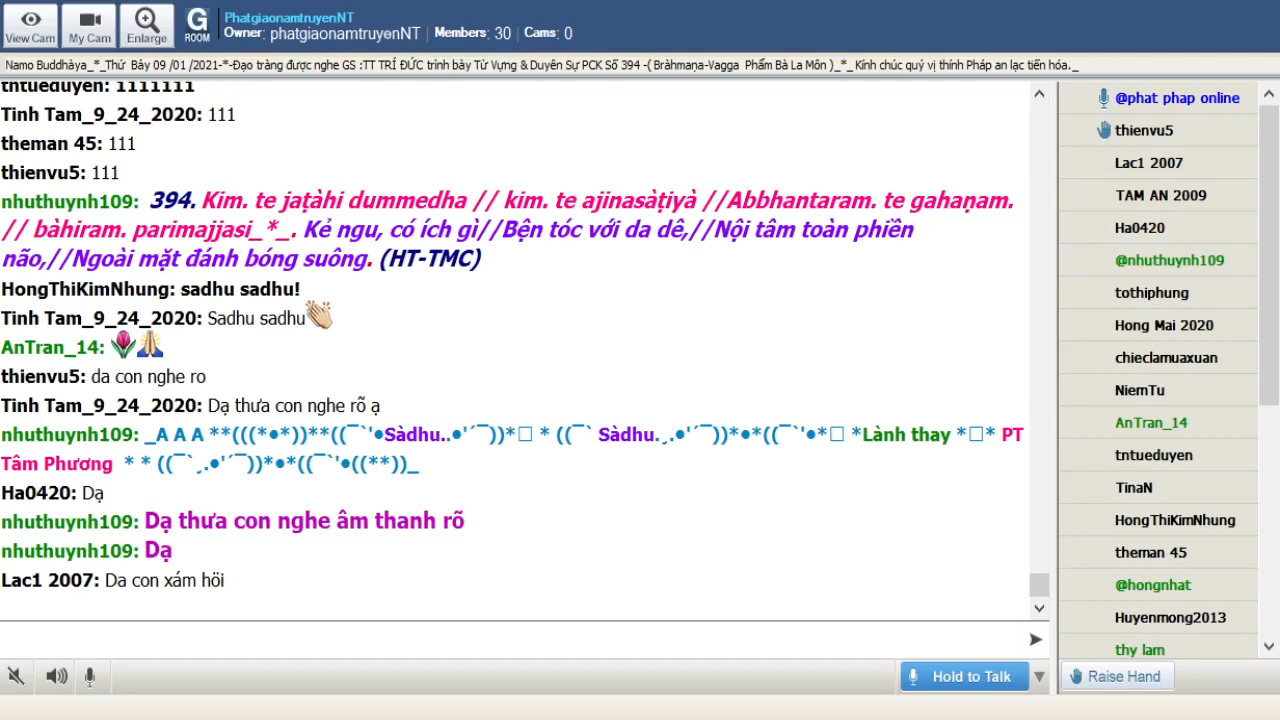 View Cam
My Cam
Enlarge
G
ROOM
PhatgiaonamtruyenNT
Owner: phatgiaonamtruyenNT | Members: 30 | Cams: 0
Namo Buddhàya_*_Thứ Bảy 09 /01 /2021-*-Đạo tràng được nghe GS :TT TRÍ ĐỨC trình bày Từ Vựng & Duyên Sự PCK Số 394 -( Bràhmaṇa-Vagga Phẩm Bà La Môn )_*_ Kính chúc quý vị thính Pháp an lạc tiến hóa._
tntueduyen: 1111111
Tinh Tam_9_24_2020: 111
theman 45: 111
thienvu5: 111
nhuthuynh109: 394. Kim. te jaṭàhi dummedha // kim. te ajinasàṭiyà //Abbhantaram. te gahaṇam.
// bàhiram. parimajjasi_*_. Kẻ ngu, có ích gì//Bện tóc với da dê,//Nội tâm toàn phiền
não,//Ngoài mặt đánh bóng suông. (HT-TMC)
HongThiKimNhung: sadhu sadhu!
Tinh Tam_9_24_2020: Sadhu sadhu👏
AnTran_14: 🌷🙏
thienvu5: da con nghe ro
Tinh Tam_9_24_2020: Dạ thưa con nghe rõ ạ
nhuthuynh109: _A A A **(((*•*))**((¯`'•Sàdhu..•'´¯))*□ * ((¯` Sàdhu.¸.•'´¯))*•*((¯`'•*□ *Lành thay *□* PT
Tâm Phương * * ((¯`¸.•'´¯))*•*((¯`'•((**))_
Ha0420: Dạ
nhuthuynh109: Dạ thưa con nghe âm thanh rõ
nhuthuynh109: Dạ
Lac1 2007: Da con xám höi
@phat phap online
thienvu5
Lac1 2007
TAM AN 2009
Ha0420
@nhuthuynh109
tothiphung
Hong Mai 2020
chieclamuaxuan
NiemTu
AnTran_14
tntueduyen
TinaN
HongThiKimNhung
theman 45
@hongnhat
Huyenmong2013
thy lam
Hold to Talk
Raise Hand